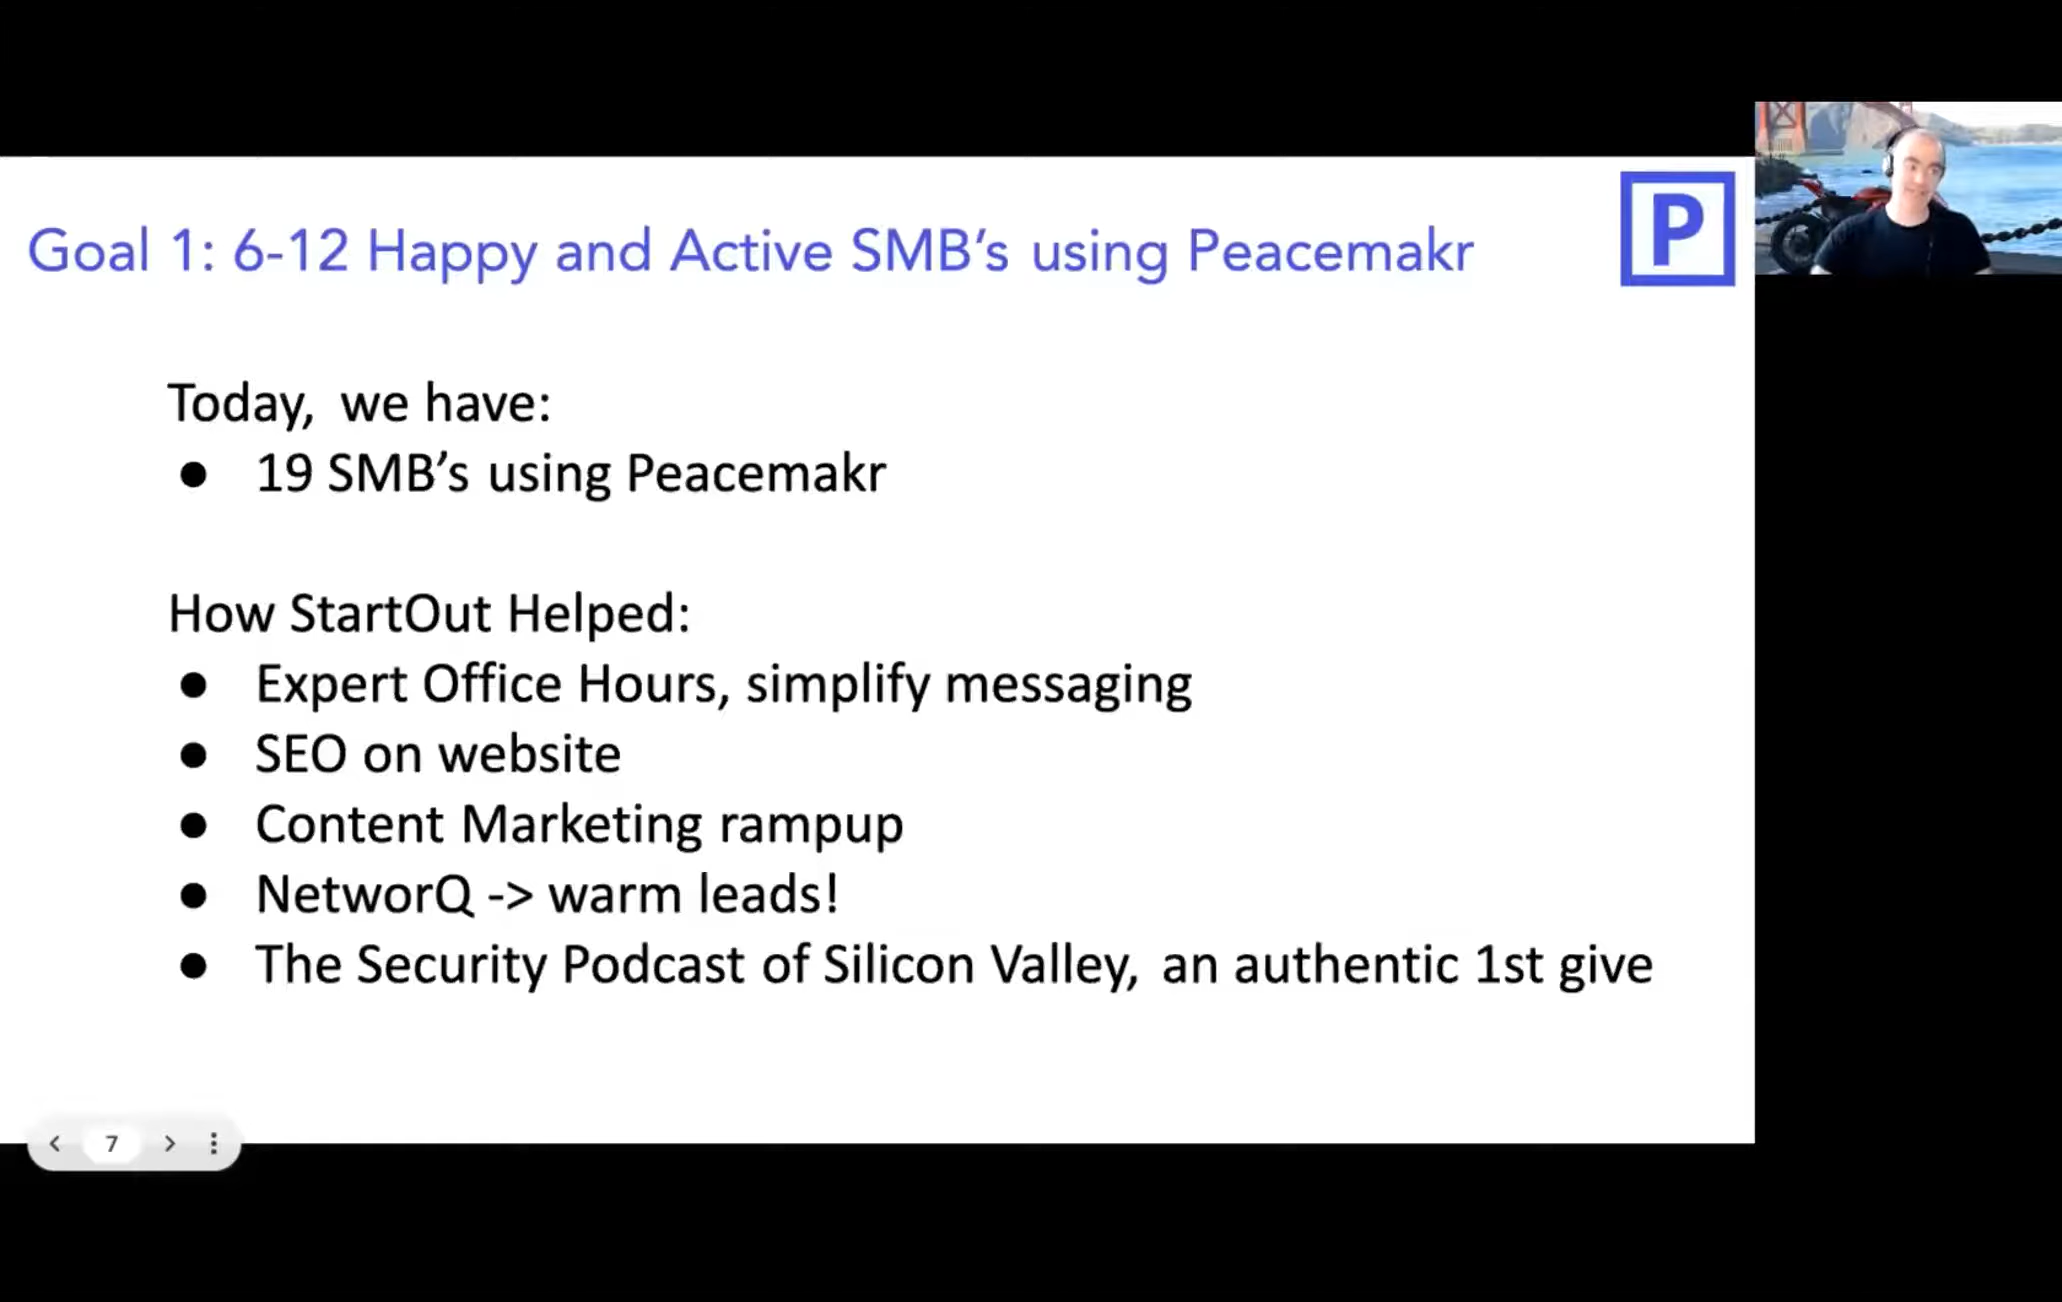 Goal 1: 6-12 Happy and Active SMB's using Peacemakr
P
Today, we have:
● 19 SMB's using Peacemakr
How StartOut Helped:
● Expert Office Hours, simplify messaging
● SEO on website
● Content Marketing rampup
● NetworQ -> warm leads!
● The Security Podcast of Silicon Valley, an authentic 1st give
7